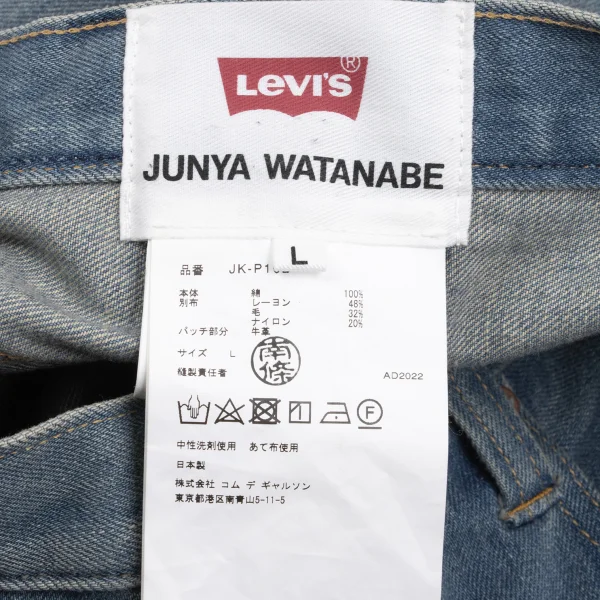 LEVI'S®
JUNYA WATANABE
L
品番 JK-P1
本体 綿 100%
別布 レーヨン 48%
毛 32%
ナイロン 20%
パッチ部分 牛革
サイズ L
縫製責任者 南條 AD2022
中性洗剤使用 あて布使用
日本製
株式会社 コム デ ギャルソン
東京都港区南青山5-11-5